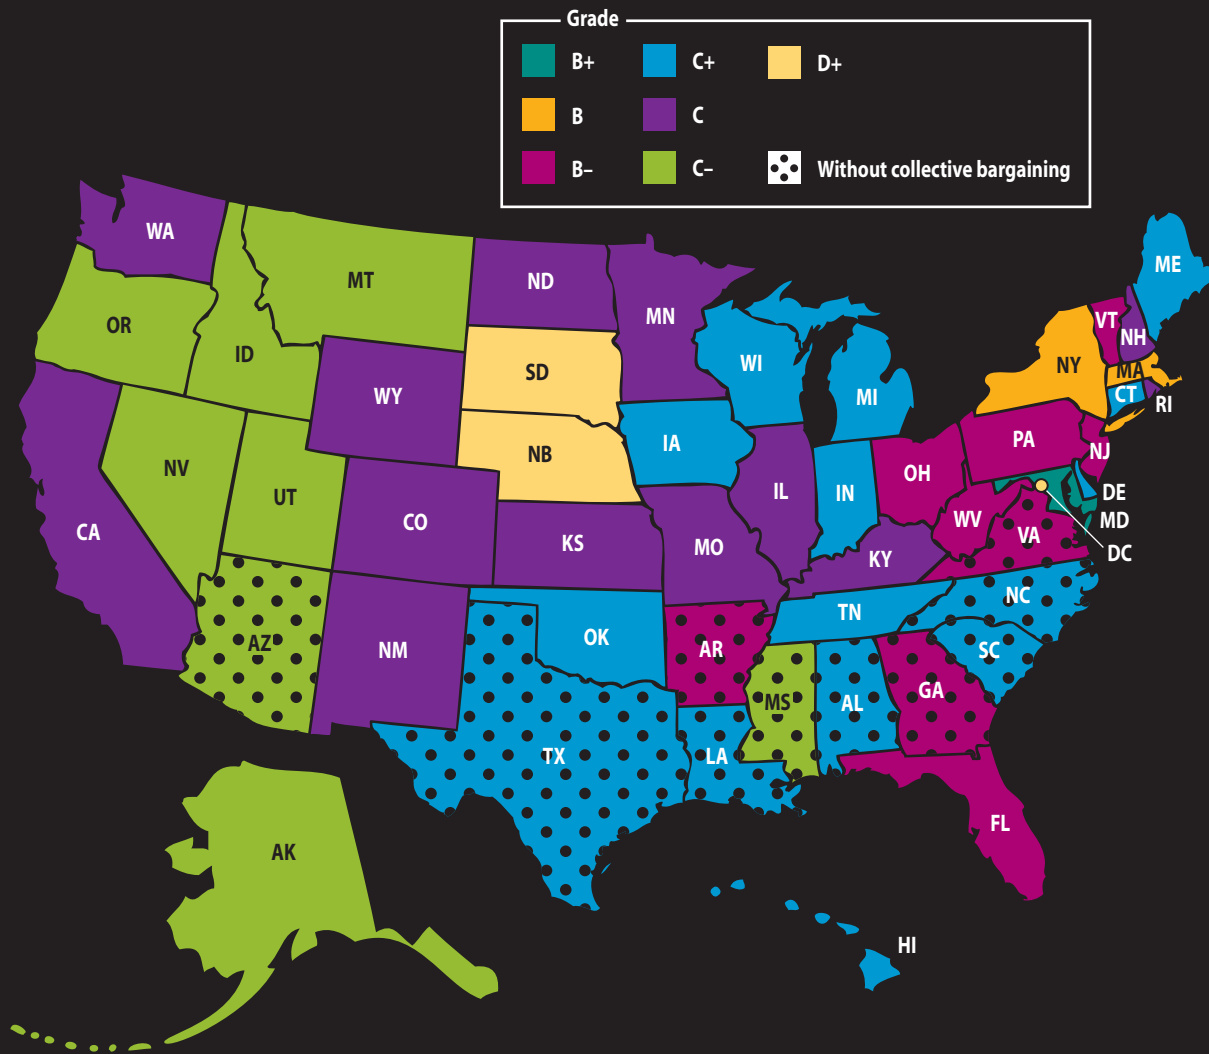 Grade
B+
C+
D+
B
C
B–
C–
Without collective bargaining
WA
ME
MT
ND
MN
VT
OR
NH
ID
WI
NY
SD
MA
WY
MI
CT
RI
PA
IA
NB
NJ
NV
OH
UT
IL
IN
DE
WV
MD
CO
CA
VA
KS
MO
DC
KY
NC
TN
OK
AZ
AR
NM
SC
GA
MS
AL
TX
LA
FL
AK
HI